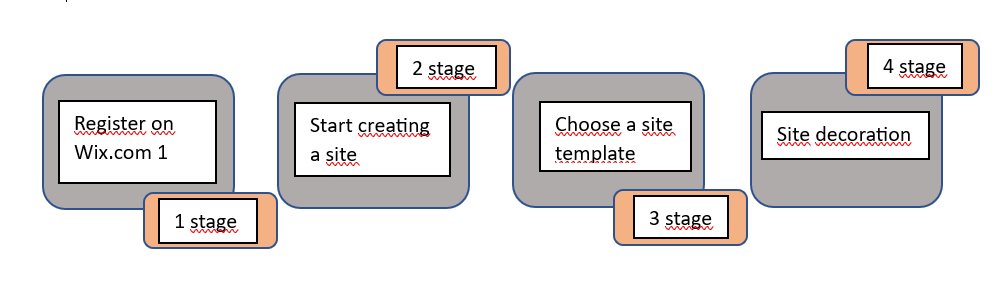 Register on
Wix.com 1
1 stage
2 stage
Start creating
a site
Choose a site
template
3 stage
4 stage
Site decoration